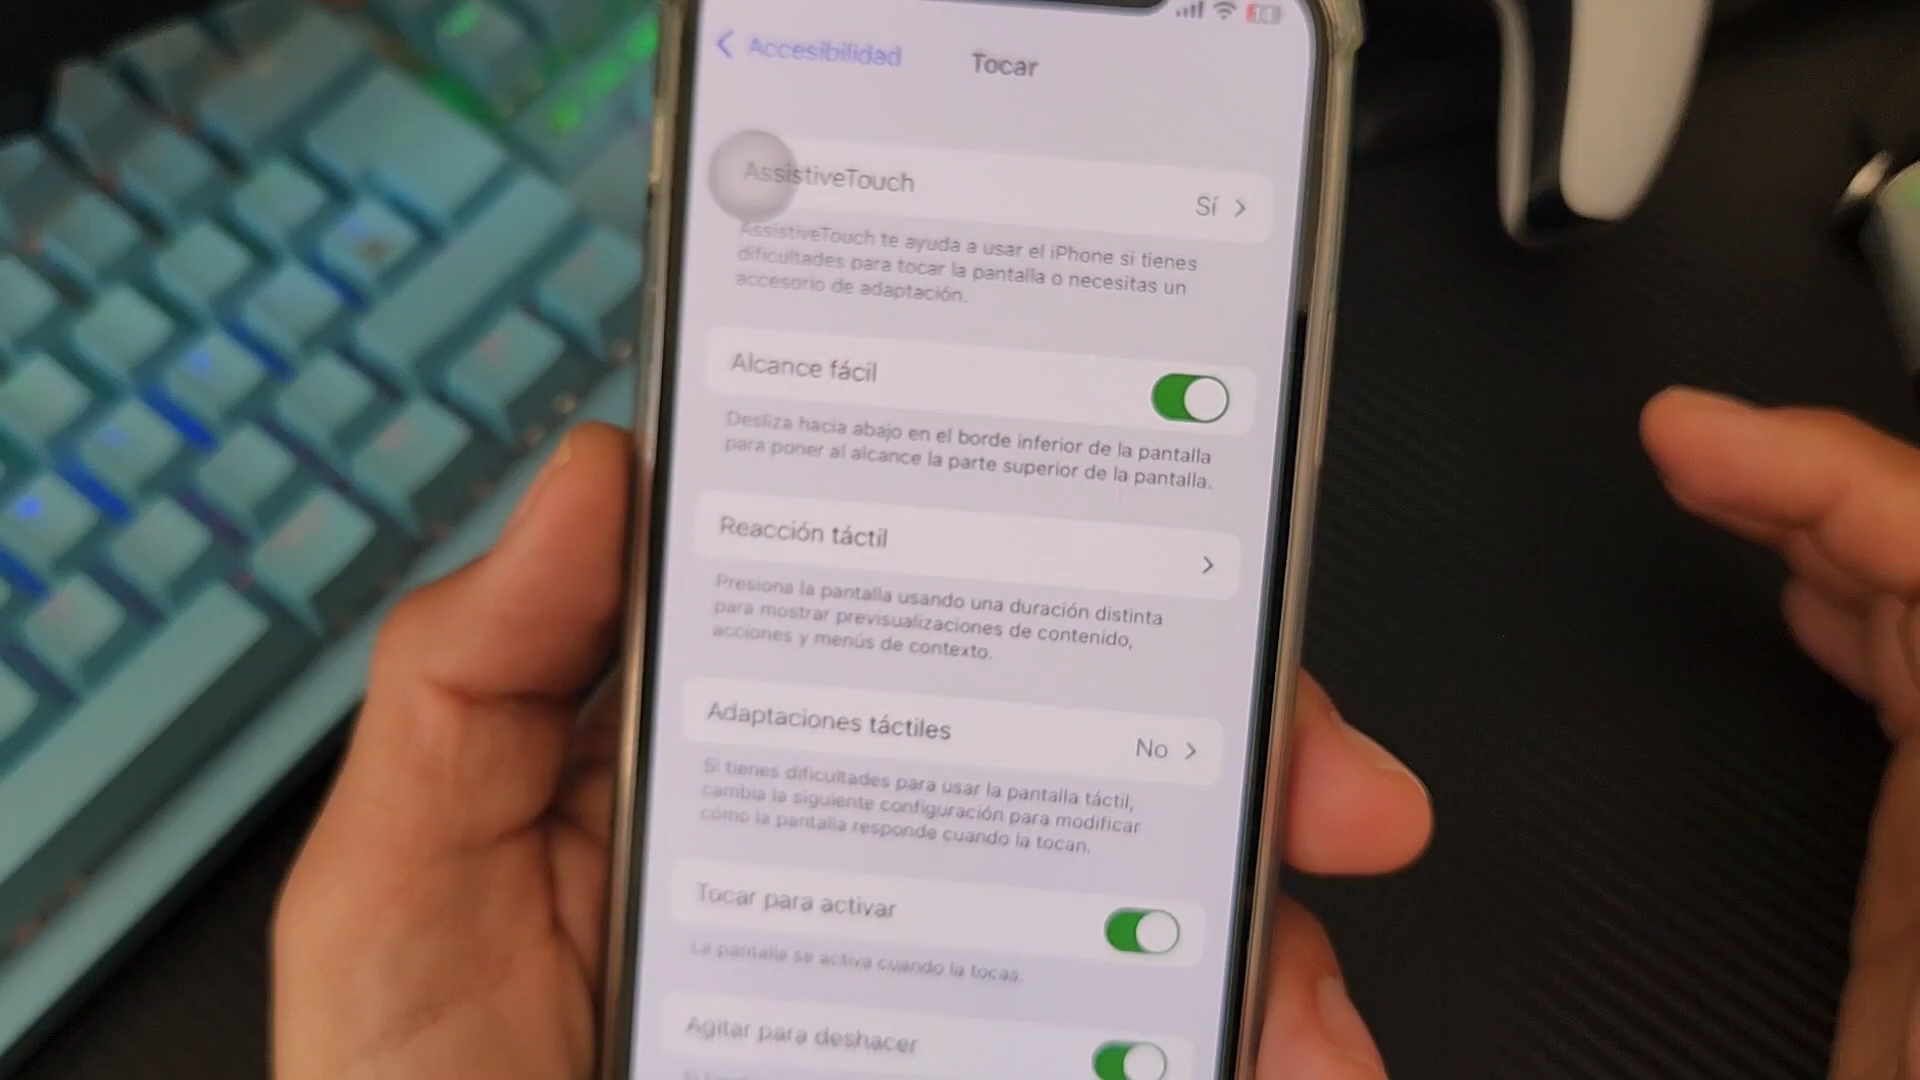 14
Accesibilidad
Tocar
AssistiveTouch
Sí
AssistiveTouch te ayuda a usar el iPhone si tienes
dificultades para tocar la pantalla o necesitas un
accesorio de adaptación.
Alcance fácil
Desliza hacia abajo en el borde inferior de la pantalla
para poner al alcance la parte superior de la pantalla.
Reacción táctil
Presiona la pantalla usando una duración distinta
para mostrar previsualizaciones de contenido,
acciones y menús de contexto.
Adaptaciones táctiles
No
Si tienes dificultades para usar la pantalla táctil,
cambia la siguiente configuración para modificar
cómo la pantalla responde cuando la tocan.
Tocar para activar
La pantalla se activa cuando la tocas.
Agitar para deshacer